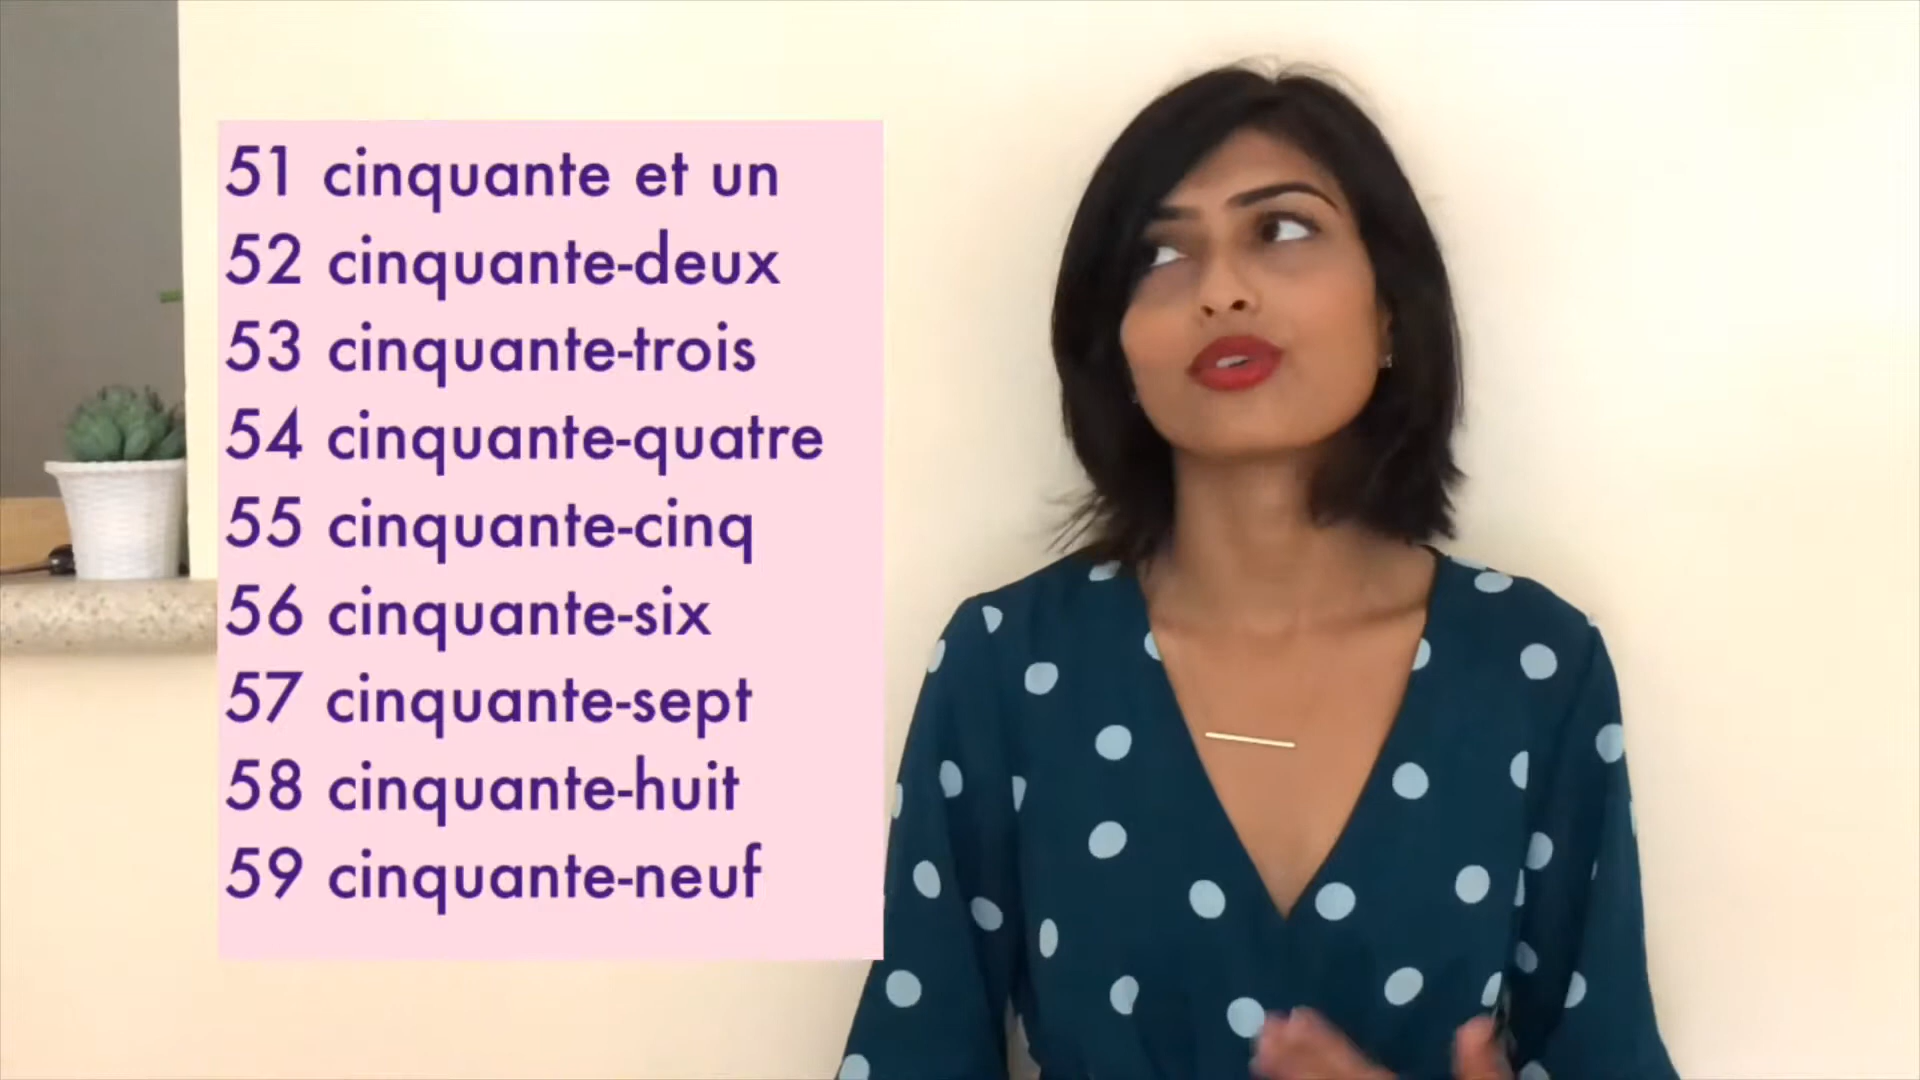 51 cinquante et un
52 cinquante-deux
53 cinquante-trois
54 cinquante-quatre
55 cinquante-cinq
56 cinquante-six
57 cinquante-sept
58 cinquante-huit
59 cinquante-neuf